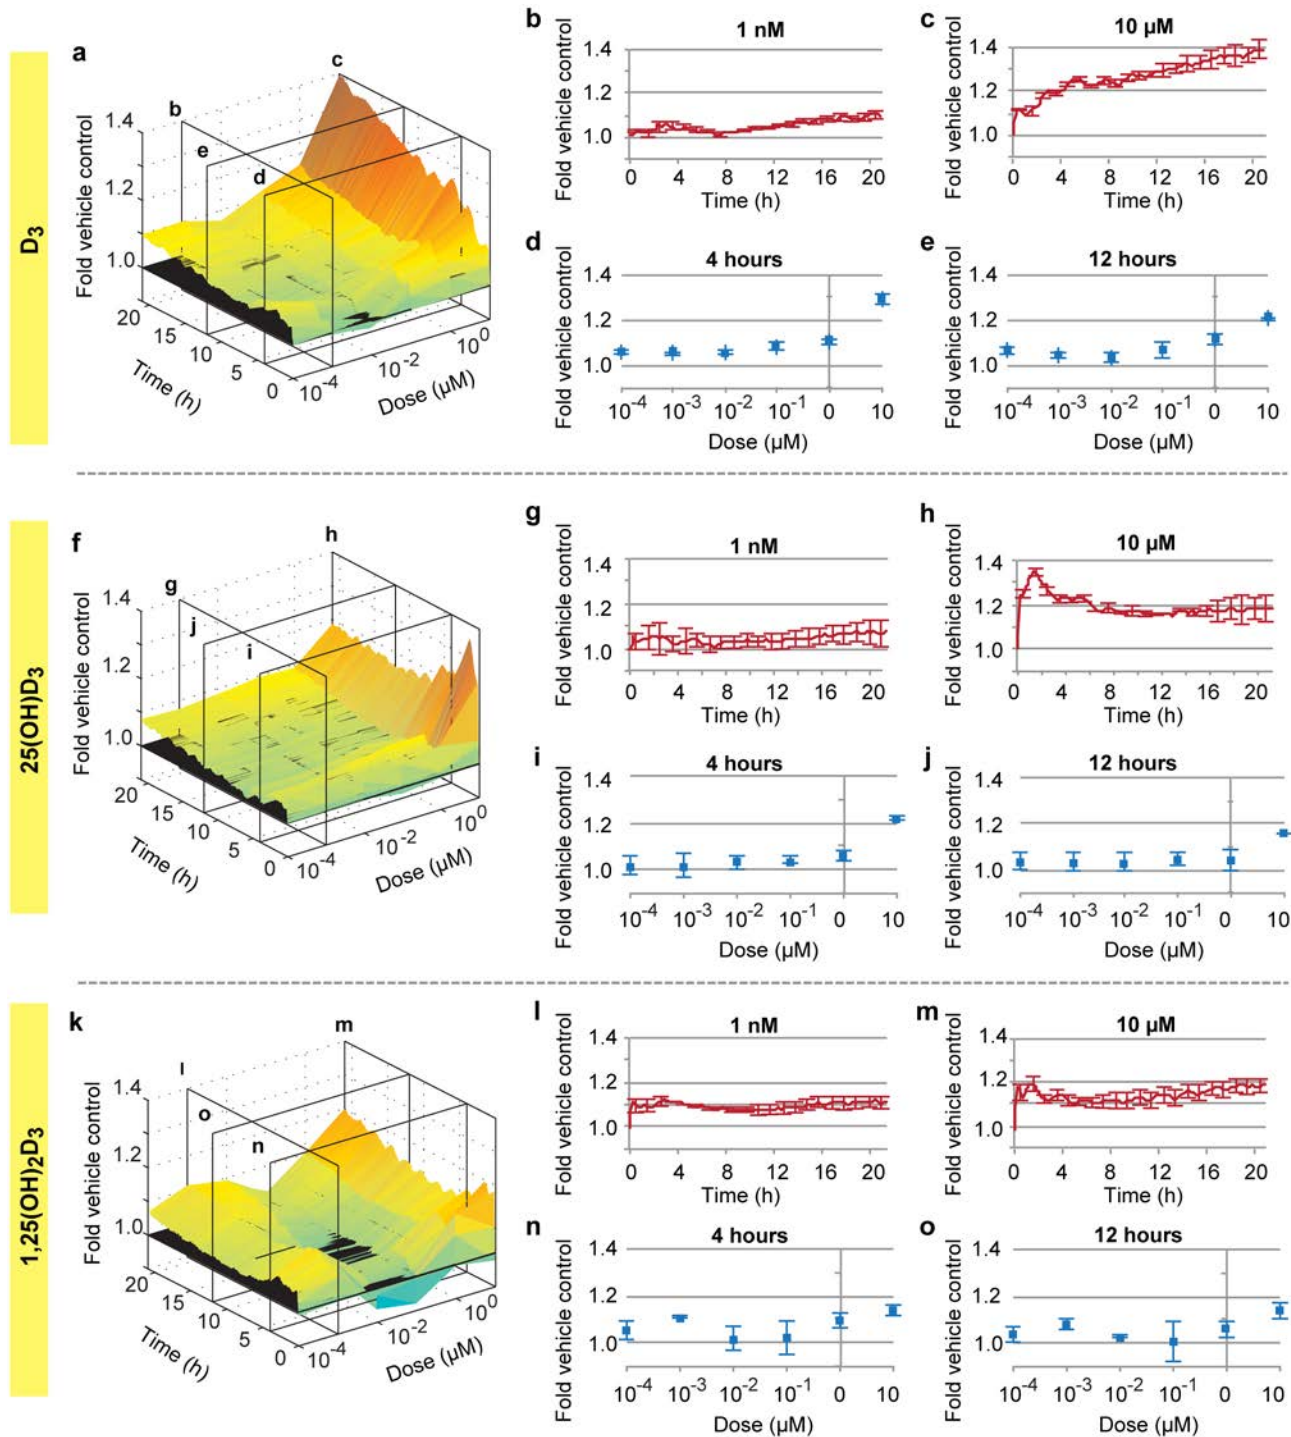 D3
a
b
c
d
e
Fold vehicle control
1.4
1.2
1.0
20
15
10
5
0
Time (h)
10-4
10-2
100
Dose (µM)
b
1 nM
Fold vehicle control
1.4
1.2
1.0
0 4 8 12 16 20
Time (h)
c
10 µM
Fold vehicle control
1.4
1.2
1.0
0 4 8 12 16 20
Time (h)
d
4 hours
Fold vehicle control
1.4
1.2
1.0
10-4 10-3 10-2 10-1 0 10
Dose (µM)
e
12 hours
Fold vehicle control
1.4
1.2
1.0
10-4 10-3 10-2 10-1 0 10
Dose (µM)
25(OH)D3
f
g
h
i
j
Fold vehicle control
1.4
1.2
1.0
20
15
10
5
0
Time (h)
10-4
10-2
100
Dose (µM)
g
1 nM
Fold vehicle control
1.4
1.2
1.0
0 4 8 12 16 20
Time (h)
h
10 µM
Fold vehicle control
1.4
1.2
1.0
0 4 8 12 16 20
Time (h)
i
4 hours
Fold vehicle control
1.4
1.2
1.0
10-4 10-3 10-2 10-1 0 10
Dose (µM)
j
12 hours
Fold vehicle control
1.4
1.2
1.0
10-4 10-3 10-2 10-1 0 10
Dose (µM)
1,25(OH)2D3
k
l
m
n
o
Fold vehicle control
1.4
1.2
1.0
20
15
10
5
0
Time (h)
10-4
10-2
100
Dose (µM)
l
1 nM
Fold vehicle control
1.4
1.2
1.0
0 4 8 12 16 20
Time (h)
m
10 µM
Fold vehicle control
1.4
1.2
1.0
0 4 8 12 16 20
Time (h)
n
4 hours
Fold vehicle control
1.4
1.2
1.0
10-4 10-3 10-2 10-1 0 10
Dose (µM)
o
12 hours
Fold vehicle control
1.4
1.2
1.0
10-4 10-3 10-2 10-1 0 10
Dose (µM)